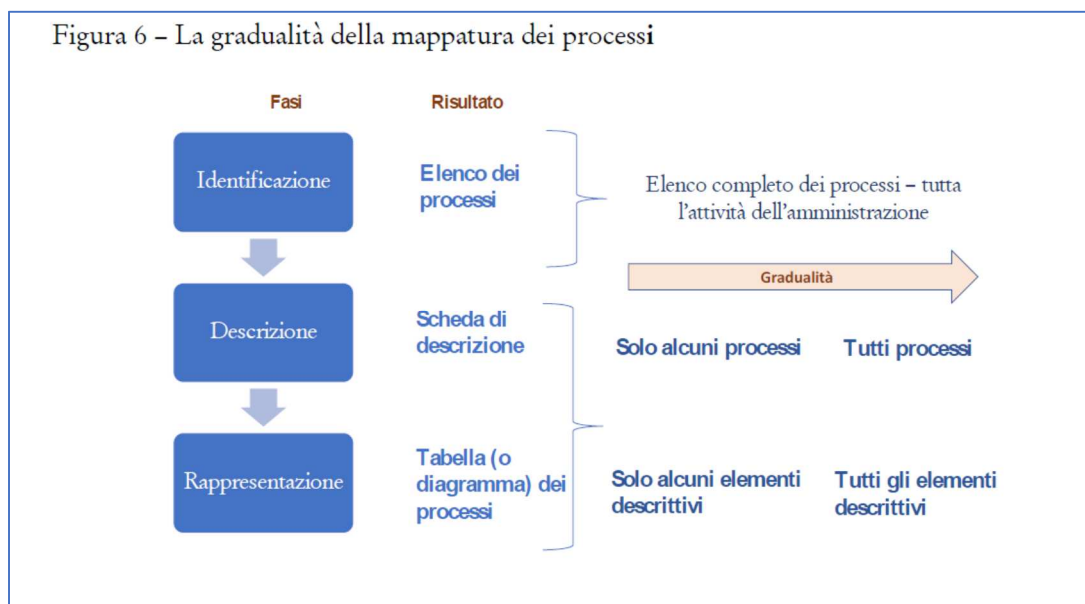 Figura 6 – La gradualità della mappatura dei processi
Fasi
Risultato
Identificazione
Elenco dei
processi
Elenco completo dei processi – tutta
l'attività dell'amministrazione
Gradualità
Descrizione
Scheda di
descrizione
Solo alcuni processi
Tutti processi
Rappresentazione
Tabella (o
diagramma) dei
processi
Solo alcuni elementi
descrittivi
Tutti gli elementi
descrittivi